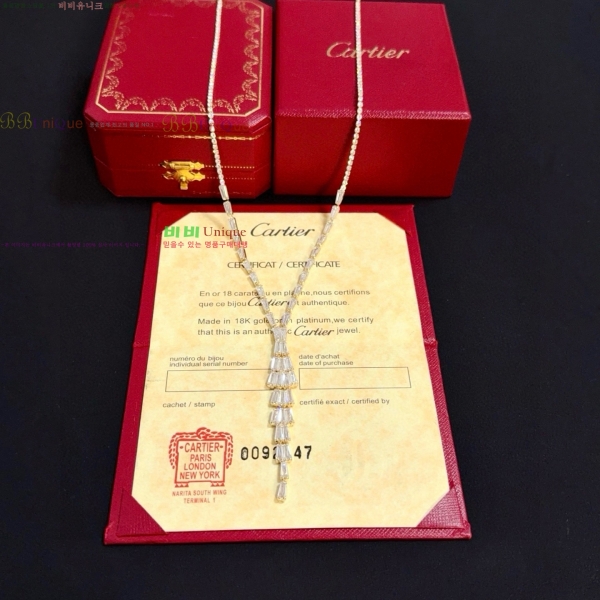 비비유니크
Cartier
BB nique
BB
비비 Unique Cartier
믿을수 있는 명품구매대행
CERTIFICAT / CERTIFICATE
En or 18 carats ou en platine, nous certifions
que ce bijou Cartier est authentique.
Made in 18K gold or in platinum, we certify
that this is an authentic Cartier jewel.
numéro du bijou
individual serial number
date d'achat
date of purchase
cachet / stamp
certifié exact / certified by
CARTIER
PARIS
LONDON
NEW YORK
NARITA SOUTH WING
TERMINAL 1
009 47